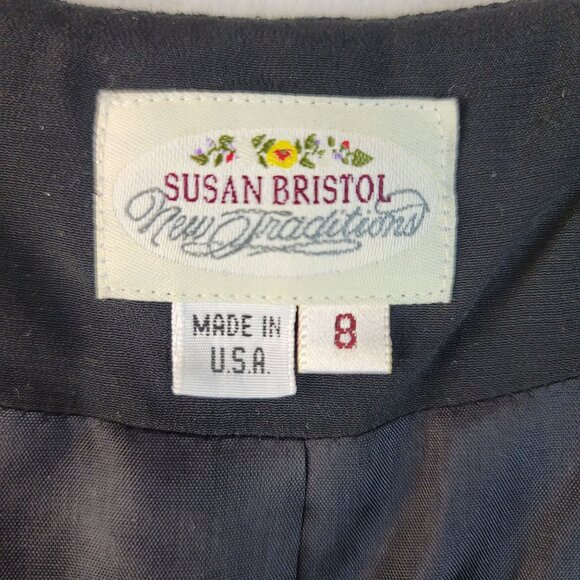 SUSAN BRISTOL
New Traditions
MADE IN
U.S.A.
8